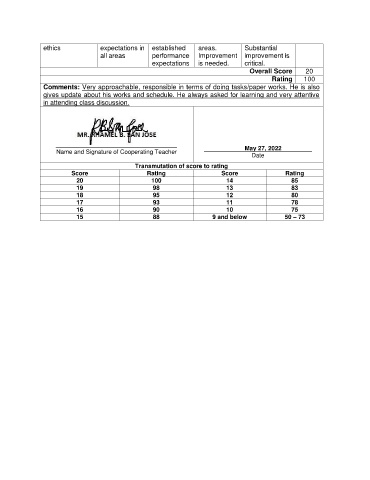 ethics expectations in established areas. Substantial
all areas performance Improvement improvement is
expectations is needed. critical.
Overall Score 20
Rating 100
Comments: Very approachable, responsible in terms of doing tasks/paper works. He is also
gives update about his works and schedule. He always asked for learning and very attentive
in attending class discussion.
MR. RHAMEL B. SAN JOSE
Name and Signature of Cooperating Teacher
May 27, 2022
Date
Transmutation of score to rating
Score Rating Score Rating
20 100 14 85
19 98 13 83
18 95 12 80
17 93 11 78
16 90 10 75
15 88 9 and below 50 – 73